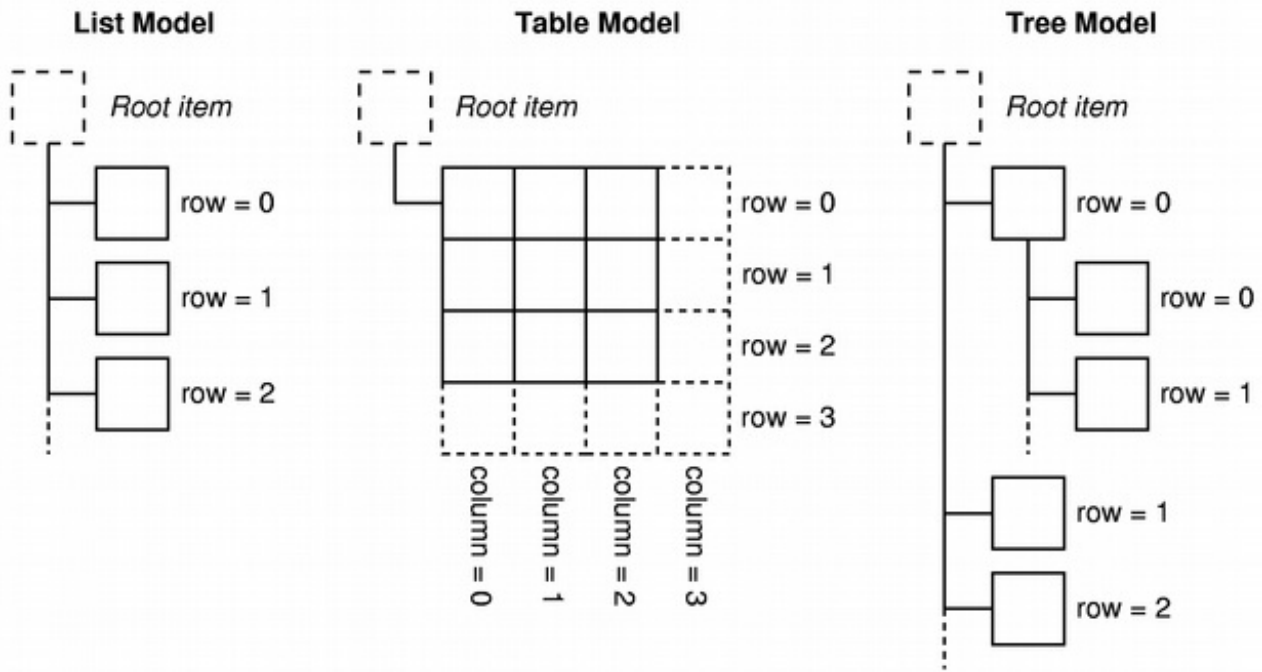 List Model
Root item
row = 0
row = 1
row = 2
Table Model
Root item
row = 0
row = 1
row = 2
row = 3
column = 0
column = 1
column = 2
column = 3
Tree Model
Root item
row = 0
row = 0
row = 1
row = 1
row = 2